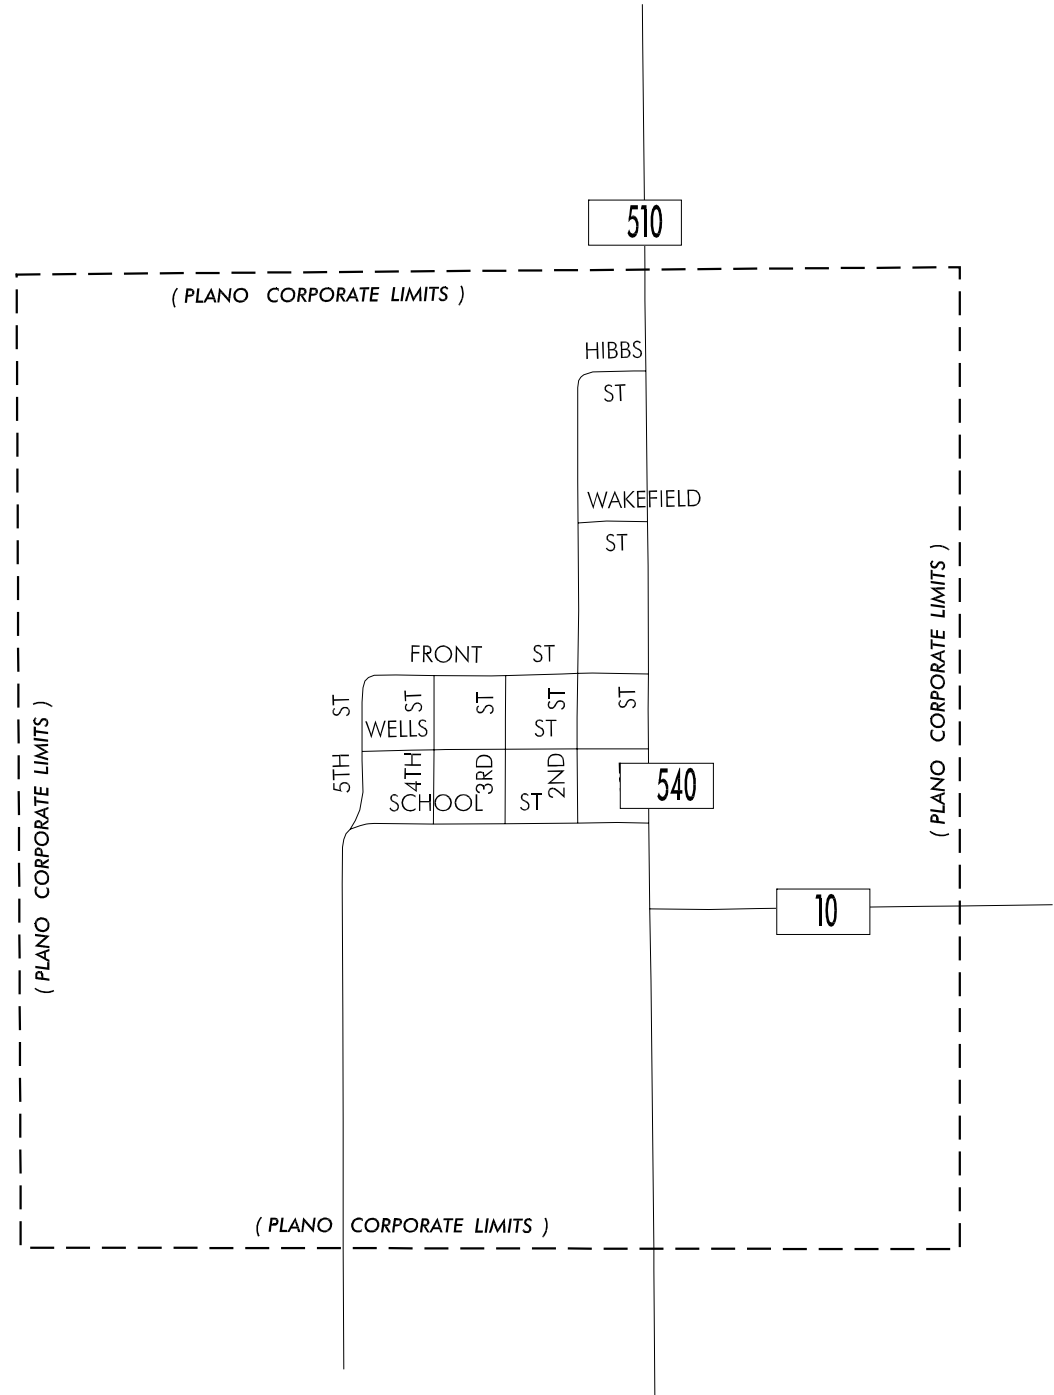 510
( PLANO CORPORATE LIMITS )
HIBBS
ST
WAKEFIELD
ST
( PLANO CORPORATE LIMITS )
FRONT ST
5TH ST
4TH ST
3RD ST
2ND ST
ST
WELLS ST
540
SCHOOL ST
( PLANO CORPORATE LIMITS )
10
( PLANO CORPORATE LIMITS )